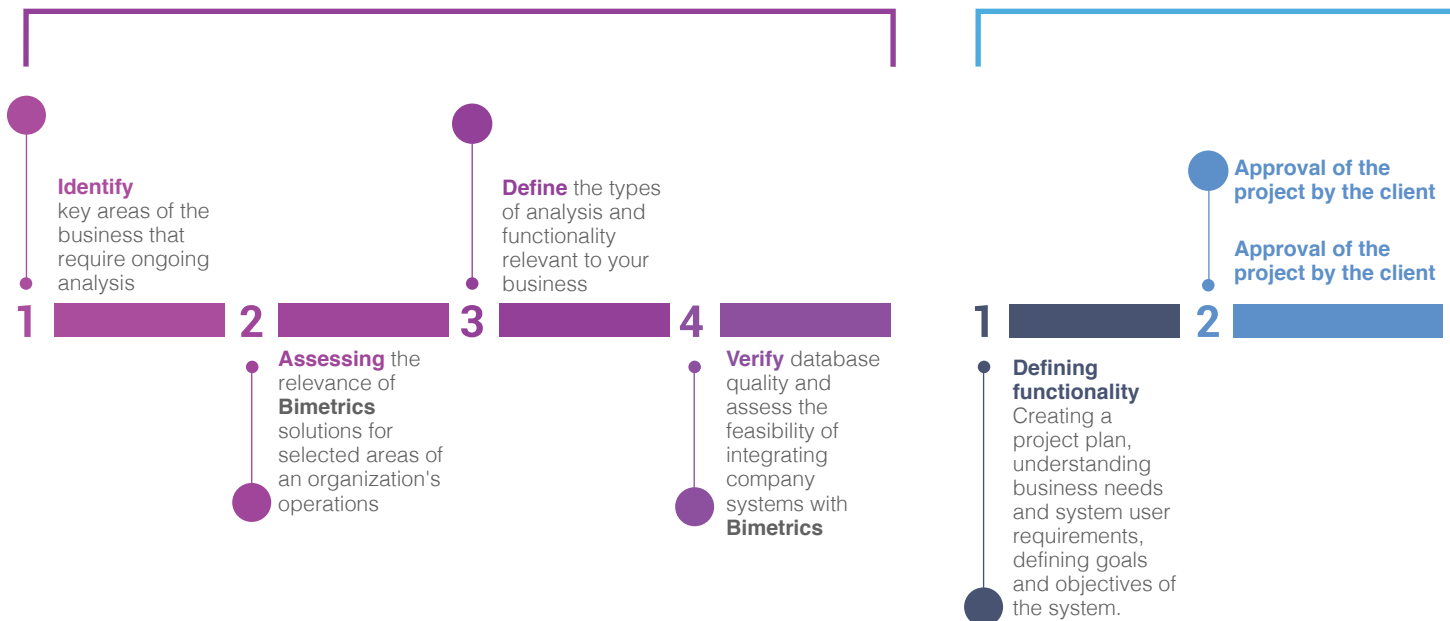 1
Identify
key areas of the
business that
require ongoing
analysis
2
Assessing the
relevance of
Bimetrics
solutions for
selected areas of
an organization's
operations
3
Define the types
of analysis and
functionality
relevant to your
business
4
Verify database
quality and
assess the
feasibility of
integrating
company
systems with
Bimetrics
1
Defining
functionality
Creating a
project plan,
understanding
business needs
and system user
requirements,
defining goals
and objectives of
the system.
2
Approval of the
project by the client
Approval of the
project by the client